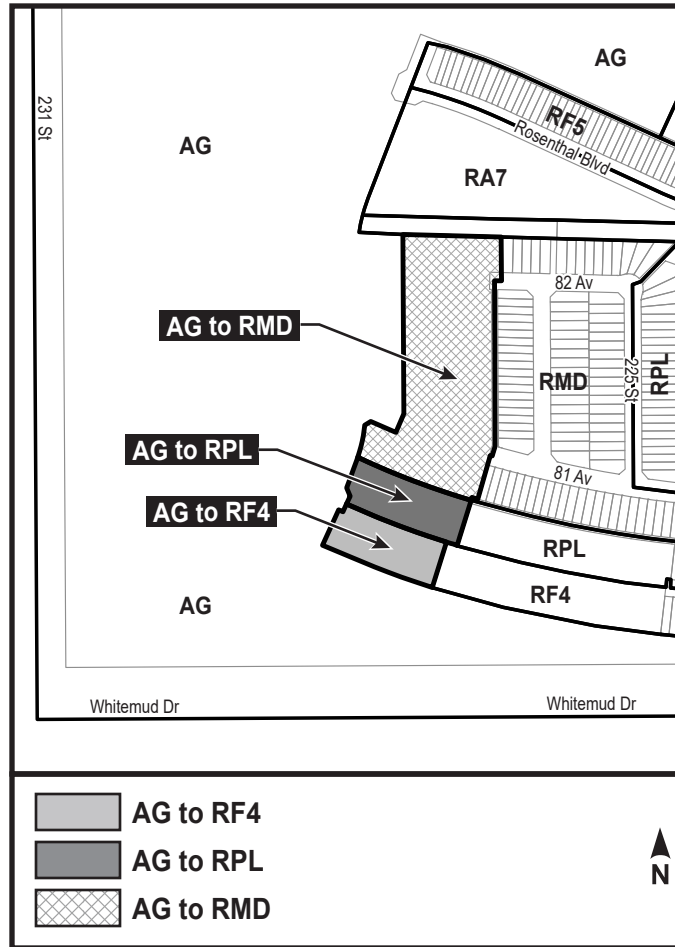 AG
231 St
RF5
Rosenthal Blvd
AG
RA7
82 Av
AG to RMD
RMD
225 St
RPL
AG to RPL
81 Av
AG to RF4
RPL
RF4
AG
Whitemud Dr
Whitemud Dr
AG to RF4
AG to RPL
AG to RMD
N